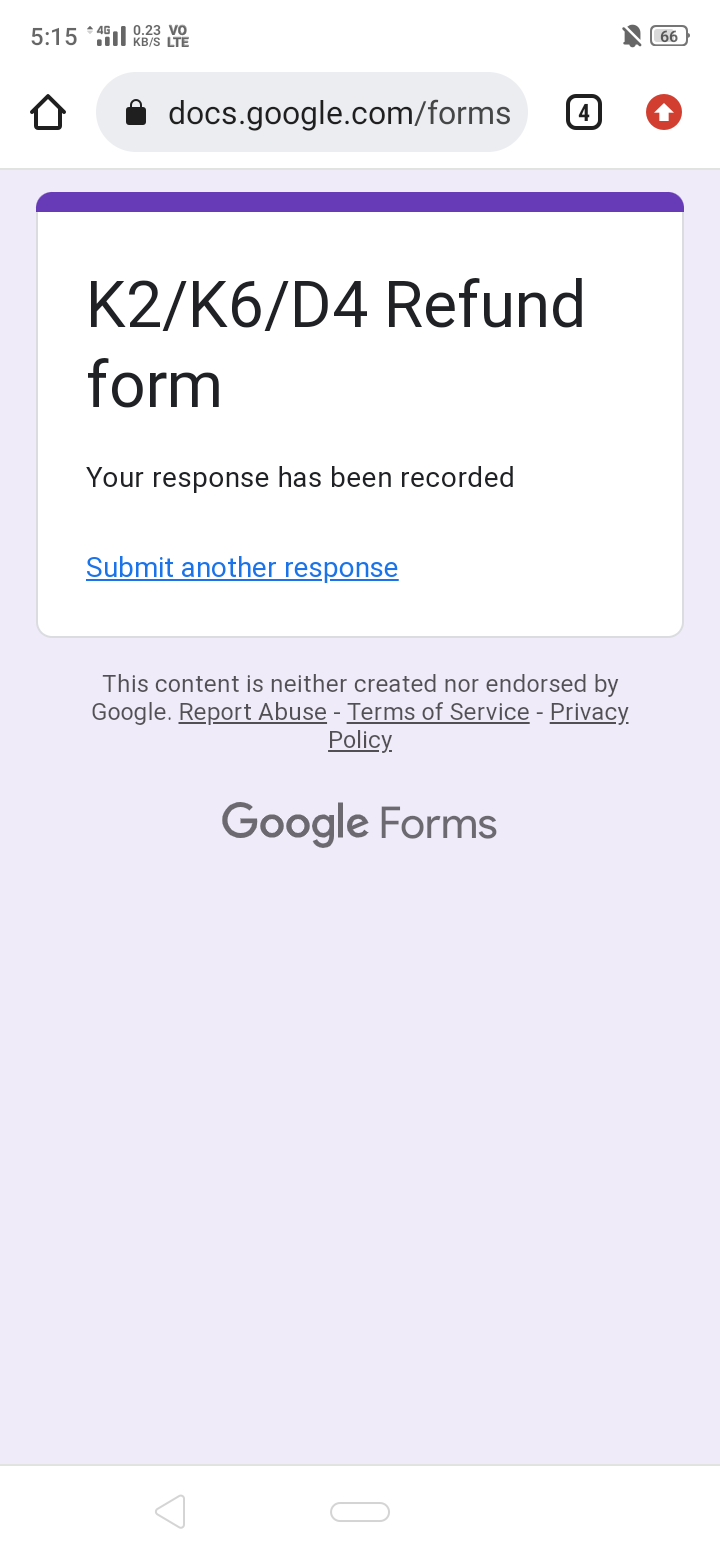 5:15 4G 0.23 KB/S VO LTE 66
docs.google.com/forms 4
K2/K6/D4 Refund
form
Your response has been recorded
Submit another response
This content is neither created nor endorsed by
Google. Report Abuse - Terms of Service - Privacy
Policy
Google Forms